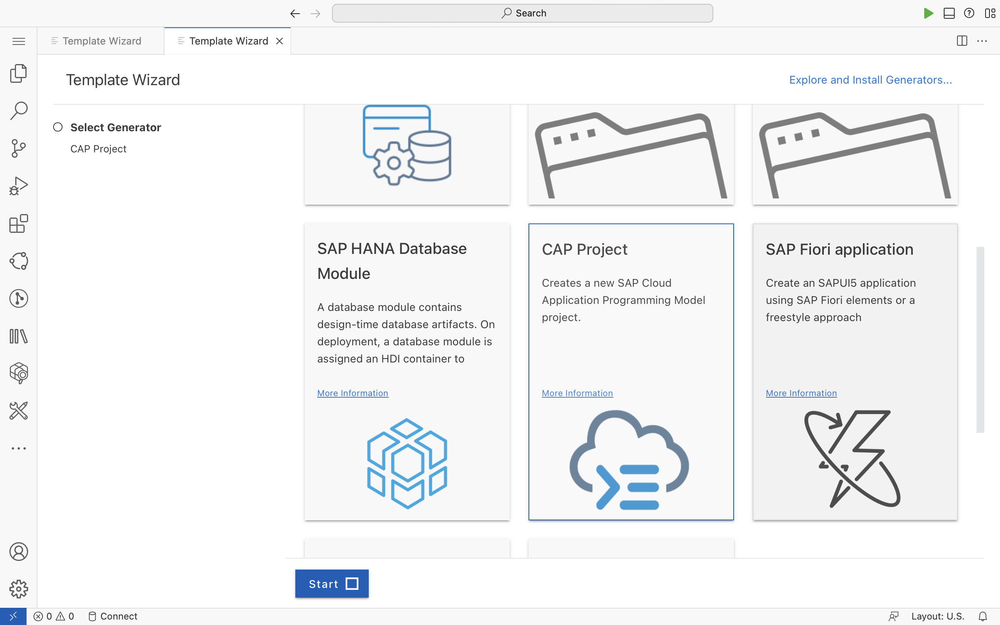 Search
Template Wizard
Template Wizard
Template Wizard
Explore and Install Generators...
Select Generator
CAP Project
SAP HANA Database
Module
A database module contains
design-time database artifacts. On
deployment, a database module is
assigned an HDI container to
More Information
CAP Project
Creates a new SAP Cloud
Application Programming Model
project.
More Information
SAP Fiori application
Create an SAPUI5 application
using SAP Fiori elements or a
freestyle approach
More Information
Start
0 0 Connect
Layout: U.S.